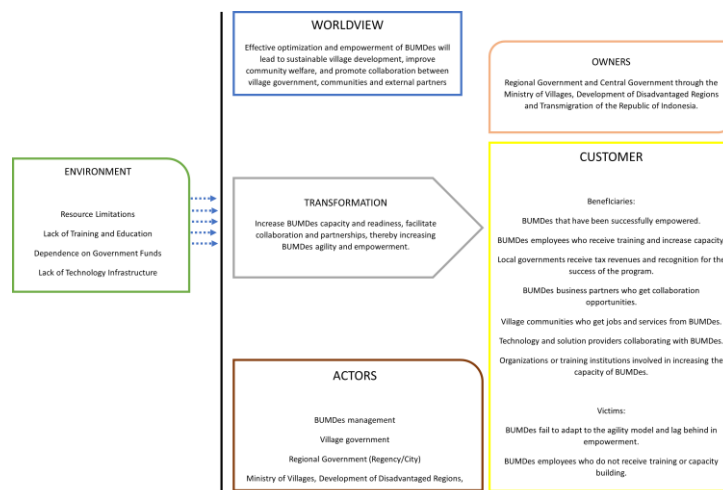 WORLDVIEW
Effective optimization and empowerment of BUMDes will
lead to sustainable village development, improve
community welfare, and promote collaboration between
village government, communities and external partners
OWNERS
Regional Government and Central Government through the
Ministry of Villages, Development of Disadvantaged Regions
and Transmigration of the Republic of Indonesia.
ENVIRONMENT
Resource Limitations
Lack of Training and Education
Dependence on Government Funds
Lack of Technology Infrastructure
TRANSFORMATION
Increase BUMDes capacity and readiness, facilitate
collaboration and partnerships, thereby increasing
BUMDes agility and empowerment.
CUSTOMER
Beneficiaries:
BUMDes that have been successfully empowered.
BUMDes employees who receive training and increase capacity
Local governments receive tax revenues and recognition for the
success of the program.
BUMDes business partners who get collaboration
opportunities.
Village communities who get jobs and services from BUMDes.
Technology and solution providers collaborating with BUMDes.
Organizations or training institutions involved in increasing the
capacity of BUMDes.
Victims:
BUMDes fail to adapt to the agility model and lag behind in
empowerment.
BUMDes employees who do not receive training or capacity
building.
ACTORS
BUMDes management
Village government
Regional Government (Regency/City)
Ministry of Villages, Development of Disadvantaged Regions,